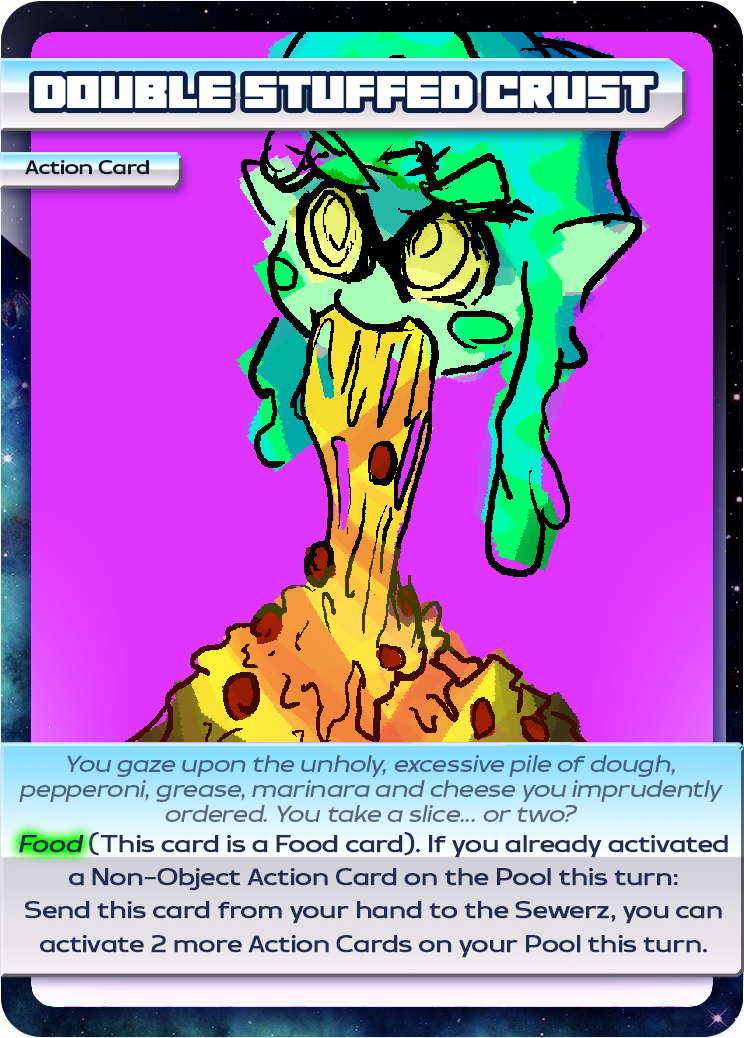 DOUBLE STUFFED CRUST
Action Card
You gaze upon the unholy, excessive pile of dough,
pepperoni, grease, marinara and cheese you imprudently
ordered. You take a slice... or two?
Food (This card is a Food card). If you already activated
a Non-Object Action Card on the Pool this turn:
Send this card from your hand to the Sewerz, you can
activate 2 more Action Cards on your Pool this turn.